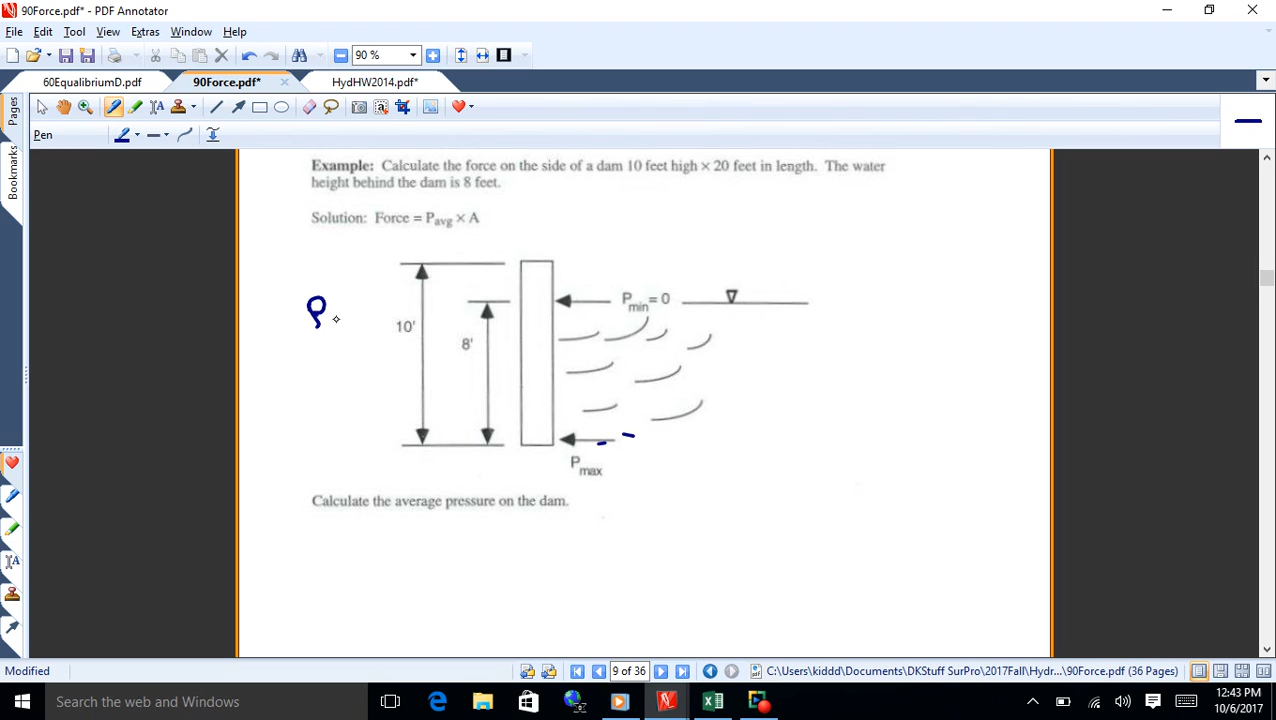 90Force.pdf* - PDF Annotator
File Edit Tool View Extras Window Help
90 %
60EqualibriumD.pdf 90Force.pdf* HydHW2014.pdf*
Pen
Pages
Bookmarks
Example: Calculate the force on the side of a dam 10 feet high × 20 feet in length. The water
height behind the dam is 8 feet.
Solution: Force = Pavg × A
Pmin = 0
10'
8'
P
Pmax
Calculate the average pressure on the dam.
Modified
9 of 36
C:\Users\kiddd\Documents\DKStuff SurPro\2017Fall\Hydr...\90Force.pdf (36 Pages)
Search the web and Windows
12:43 PM
10/6/2017